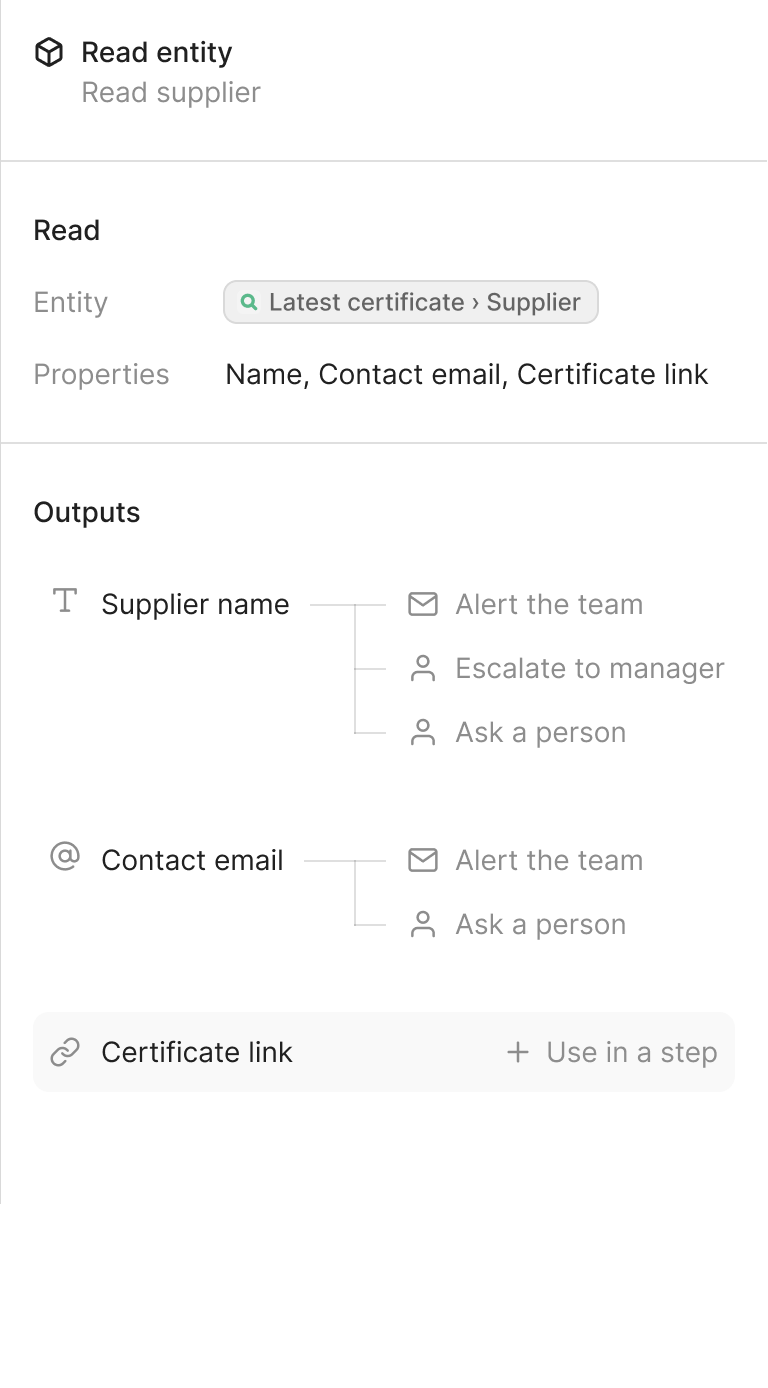 Read entity
Read supplier
Read
Entity Latest certificate › Supplier
Properties Name, Contact email, Certificate link
Outputs
Supplier name Alert the team
Escalate to manager
Ask a person
Contact email Alert the team
Ask a person
Certificate link + Use in a step